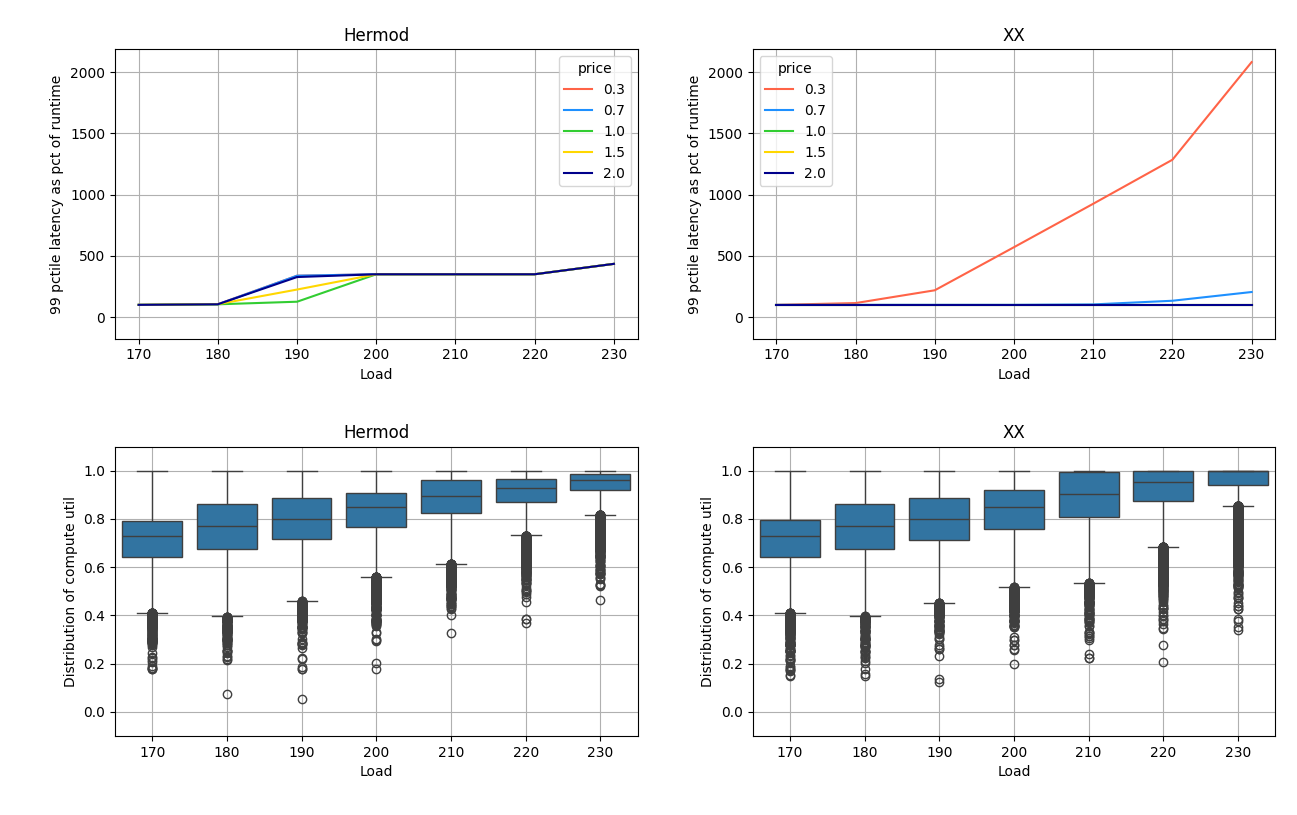 Hermod
99 pctile latency as pct of runtime
2000
1500
1000
500
0
price
0.3
0.7
1.0
1.5
2.0
170 180 190 200 210 220 230
Load
XX
99 pctile latency as pct of runtime
2000
1500
1000
500
0
price
0.3
0.7
1.0
1.5
2.0
170 180 190 200 210 220 230
Load
Hermod
Distribution of compute util
1.0
0.8
0.6
0.4
0.2
0.0
170 180 190 200 210 220 230
Load
XX
Distribution of compute util
1.0
0.8
0.6
0.4
0.2
0.0
170 180 190 200 210 220 230
Load